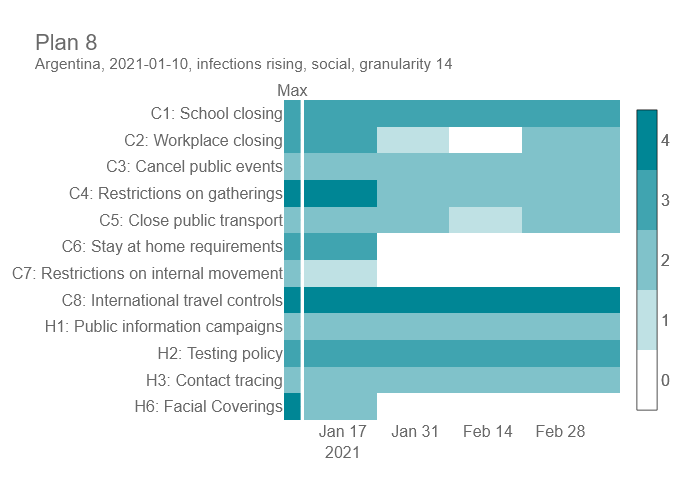 Plan 8
Argentina, 2021-01-10, infections rising, social, granularity 14
Max
C1: School closing
C2: Workplace closing
C3: Cancel public events
C4: Restrictions on gatherings
C5: Close public transport
C6: Stay at home requirements
C7: Restrictions on internal movement
C8: International travel controls
H1: Public information campaigns
H2: Testing policy
H3: Contact tracing
H6: Facial Coverings
Jan 17 Jan 31 Feb 14 Feb 28
2021
4
3
2
1
0